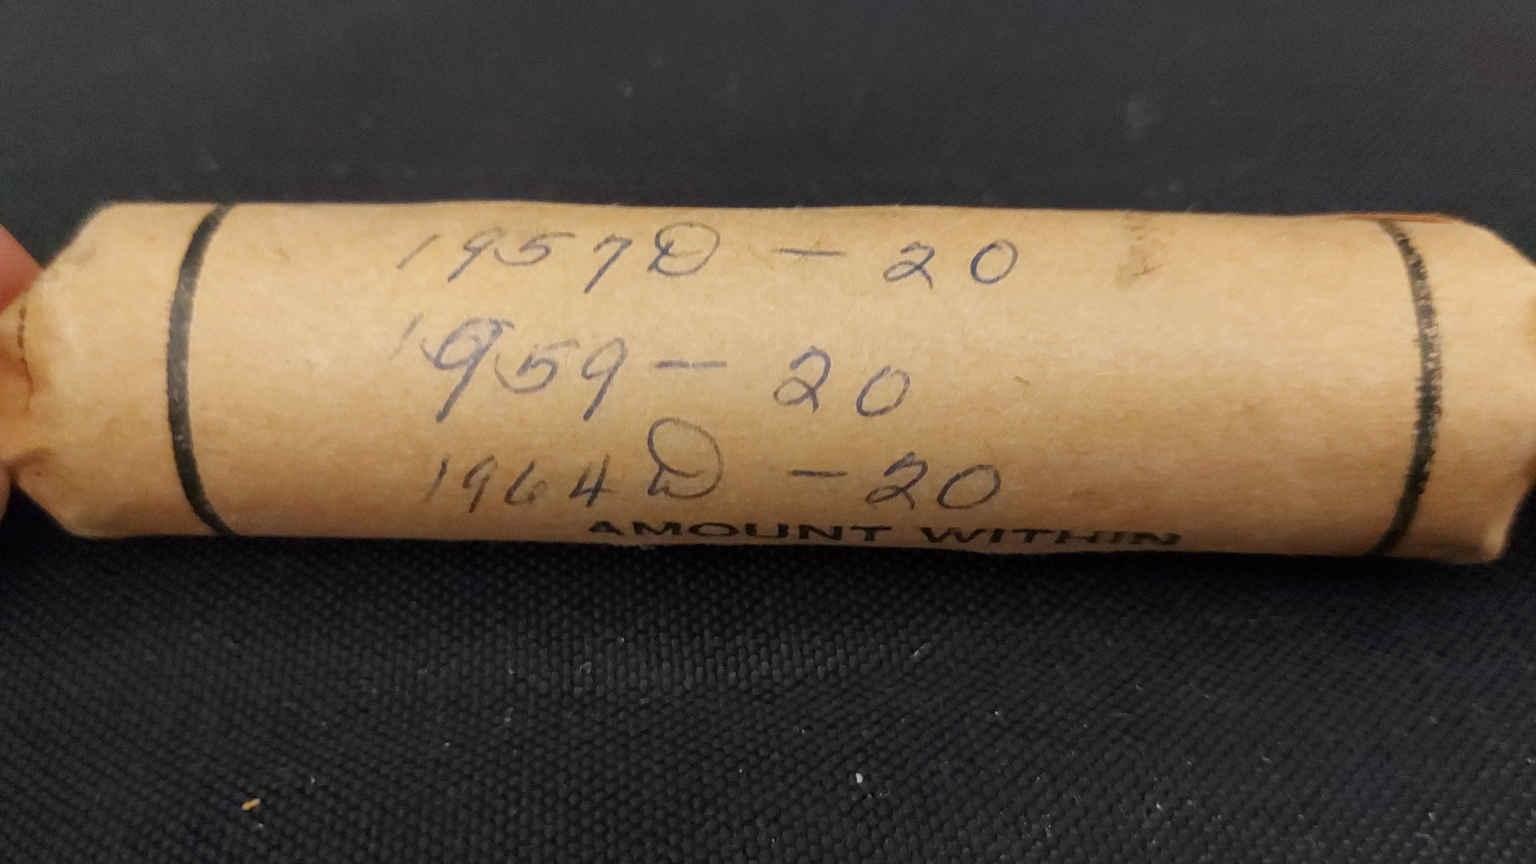 1957D - 20
1959 - 20
1964D - 20
AMOUNT WITHIN